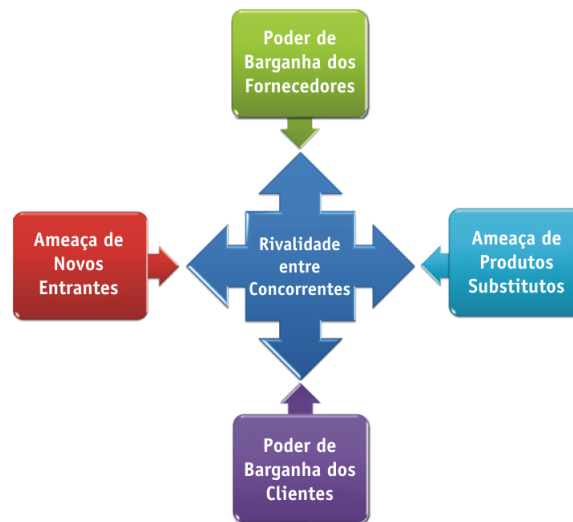 Poder de
Barganha dos
Fornecedores
Ameaça de
Novos
Entrantes
Rivalidade
entre
Concorrentes
Ameaça de
Produtos
Substitutos
Poder de
Barganha dos
Clientes